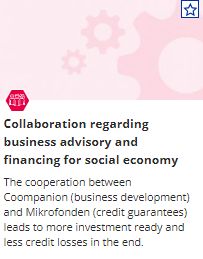 Collaboration regarding
business advisory and
financing for social economy
The cooperation between
Coompanion (business development)
and Mikrofonden (credit guarantees)
leads to more investment ready and
less credit losses in the end.